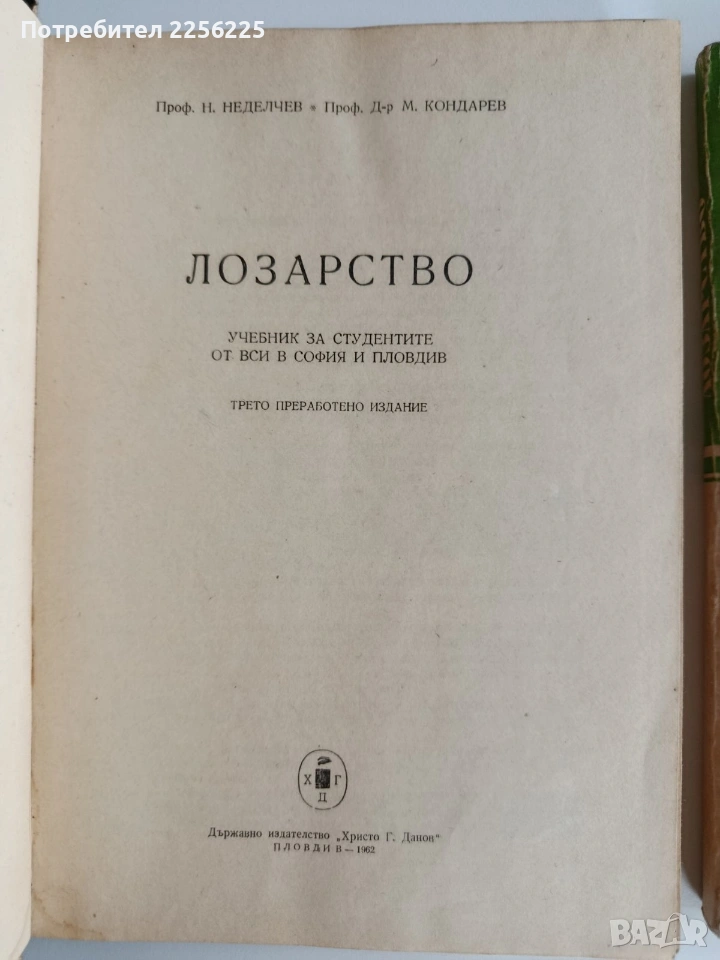 Потребител 2256225
Проф. Н. НЕДЕЛЧЕВ • Проф. Д-р М. КОНДАРЕВ
ЛОЗАРСТВО
УЧЕБНИК ЗА СТУДЕНТИТЕ
ОТ ВСИ В СОФИЯ И ПЛОВДИВ
ТРЕТО ПРЕРАБОТЕНО ИЗДАНИЕ
Х Г
Д
Държавно издателство „Христо Г. Данов“
ПЛОВДИВ — 1962
BAZAR